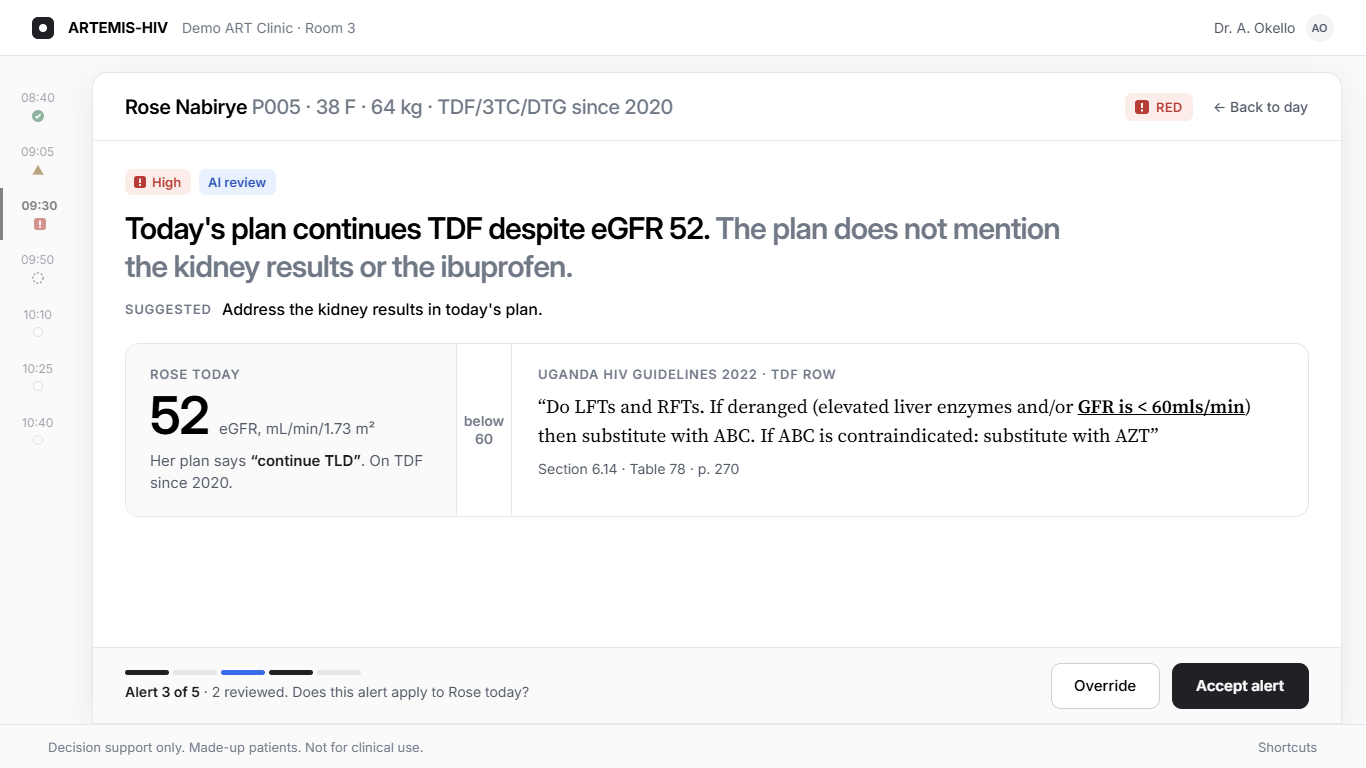 ARTEMIS-HIV Demo ART Clinic · Room 3
Dr. A. Okello AO
08:40
09:05
09:30
09:50
10:10
10:25
10:40
Rose Nabirye P005 · 38 F · 64 kg · TDF/3TC/DTG since 2020
RED
← Back to day
High
AI review
Today's plan continues TDF despite eGFR 52. The plan does not mention
the kidney results or the ibuprofen.
SUGGESTED Address the kidney results in today's plan.
ROSE TODAY
52 eGFR, mL/min/1.73 m²
Her plan says “continue TLD”. On TDF
since 2020.
below
60
UGANDA HIV GUIDELINES 2022 · TDF ROW
“Do LFTs and RFTs. If deranged (elevated liver enzymes and/or GFR is < 60mls/min)
then substitute with ABC. If ABC is contraindicated: substitute with AZT”
Section 6.14 · Table 78 · p. 270
Alert 3 of 5 · 2 reviewed. Does this alert apply to Rose today?
Override
Accept alert
Decision support only. Made-up patients. Not for clinical use.
Shortcuts